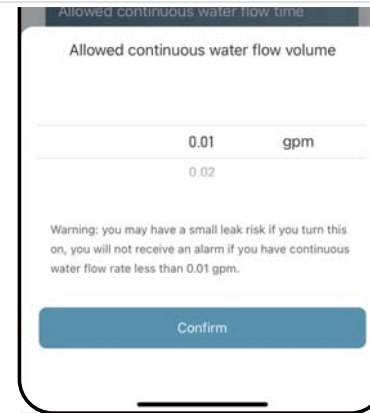 Allowed continuous water flow time
Allowed continuous water flow volume
0.01 gpm
0.02
Warning: you may have a small leak risk if you turn this
on, you will not receive an alarm if you have continuous
water flow rate less than 0.01 gpm.
Confirm